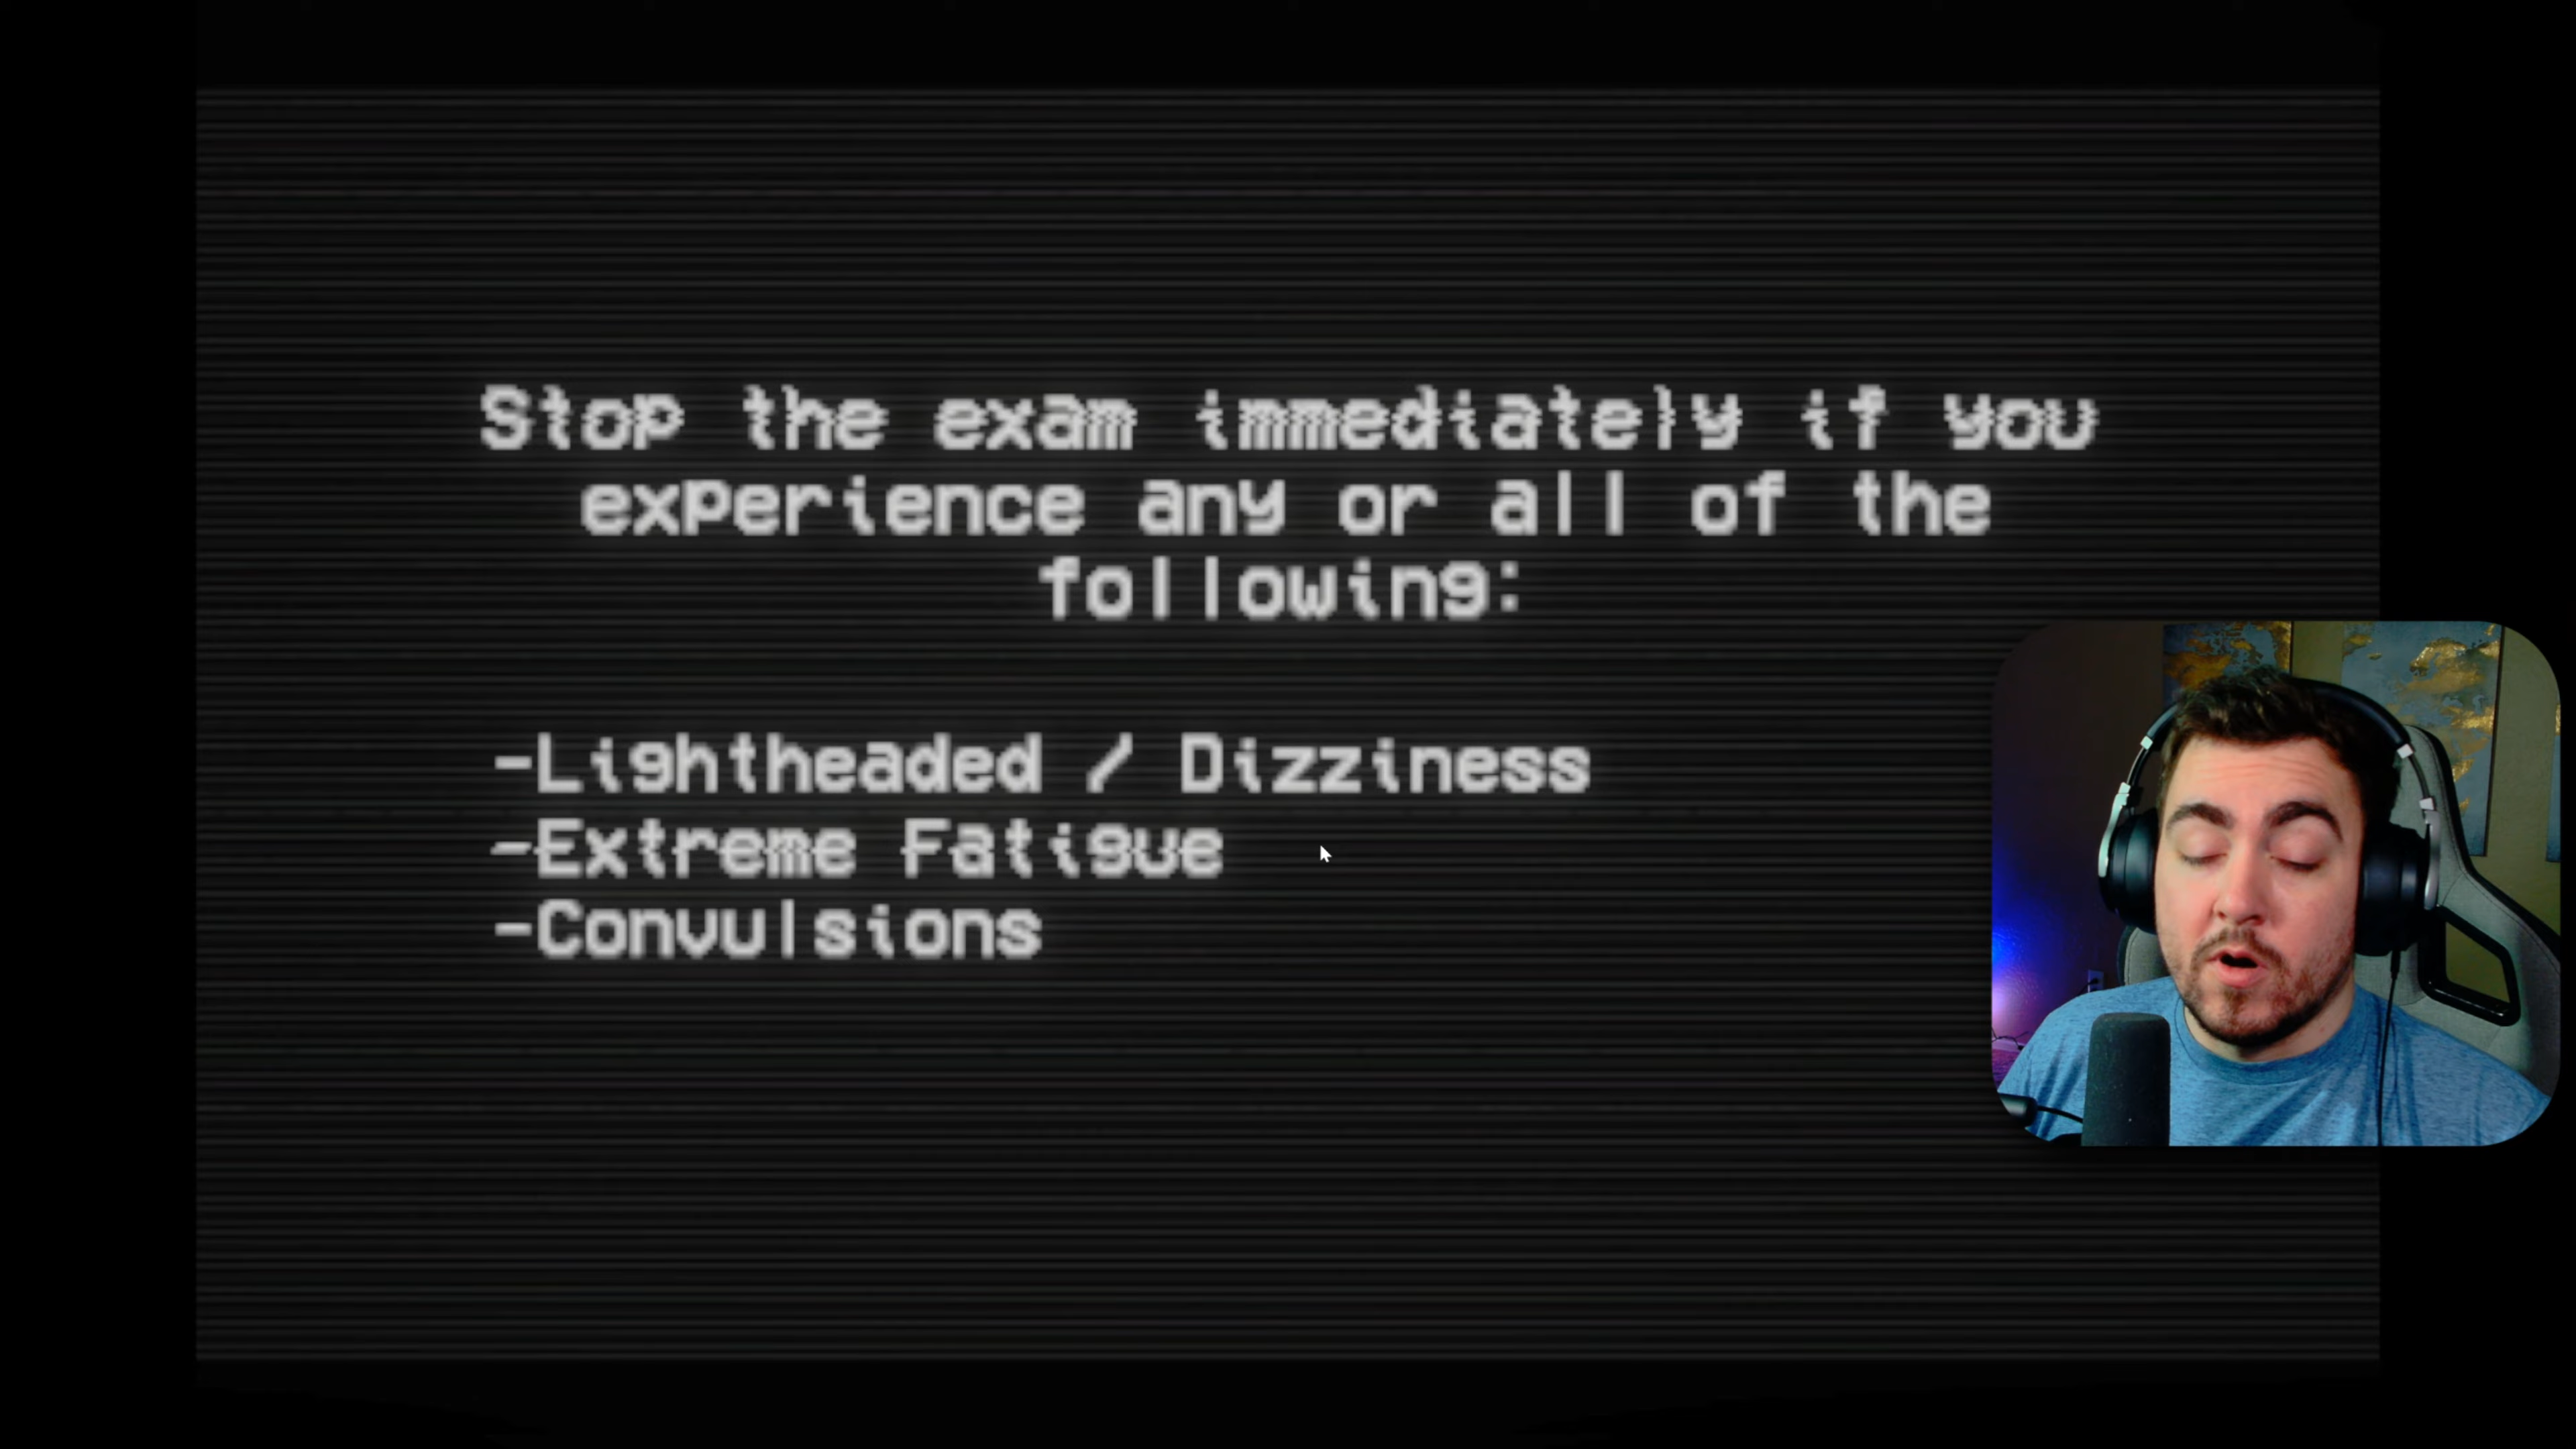 Stop the exam immediately if you
experience any or all of the
following:
-Lightheaded / Dizziness
-Extreme Fatigue
-Convulsions